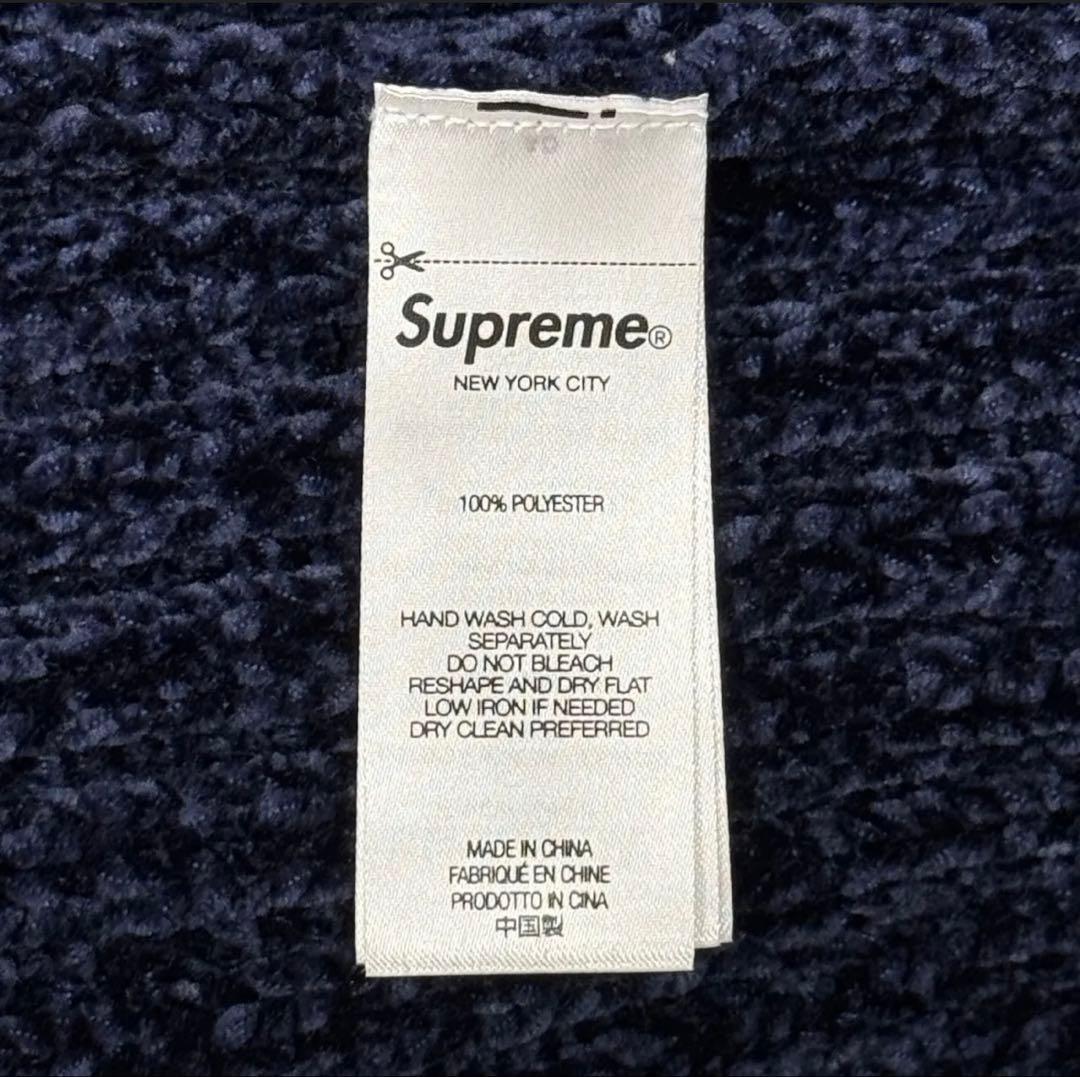 Supreme®
NEW YORK CITY
100% POLYESTER
HAND WASH COLD, WASH
SEPARATELY
DO NOT BLEACH
RESHAPE AND DRY FLAT
LOW IRON IF NEEDED
DRY CLEAN PREFERRED
MADE IN CHINA
FABRIQUÉ EN CHINE
PRODOTTO IN CINA
中国製